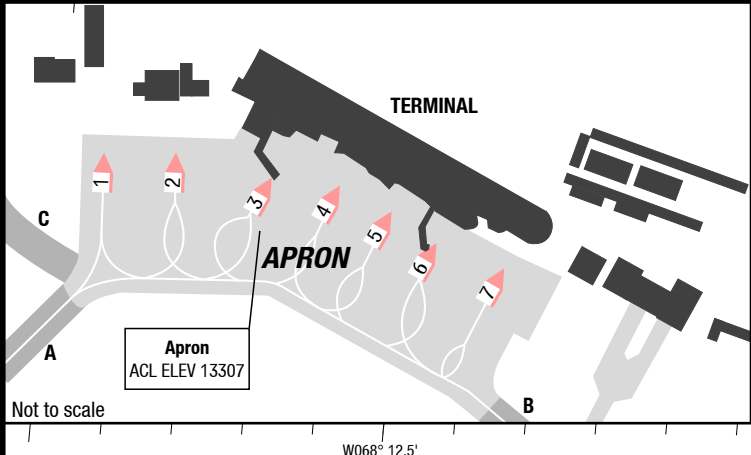 TERMINAL
1
2
3
4
5
6
7
C
APRON
A
Apron
ACL ELEV 13307
B
Not to scale
W068° 12.5'